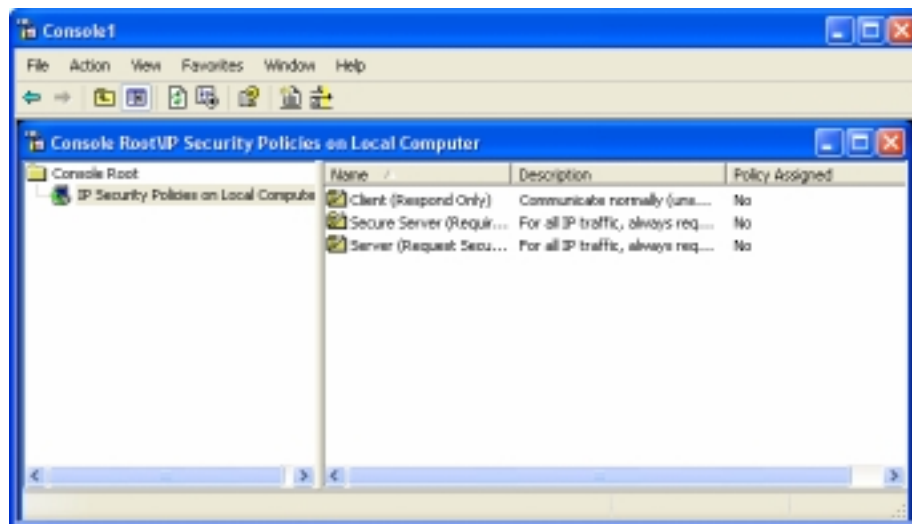 Console1
File Action View Favorites Window Help
Console Root\IP Security Policies on Local Computer
Console Root
IP Security Policies on Local Compute
Name Description Policy Assigned
Client (Respond Only) Communicate normally (uns... No
Secure Server (Requir... For all IP traffic, always req... No
Server (Request Secu... For all IP traffic, always req... No